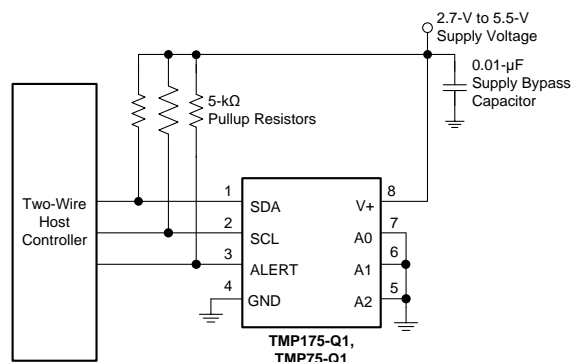 2.7-V to 5.5-V
Supply Voltage
0.01-µF
Supply Bypass
Capacitor
5-kΩ
Pullup Resistors
Two-Wire
Host
Controller
1
SDA
2
SCL
3
ALERT
4
GND
8
V+
7
A0
6
A1
5
A2
TMP175-Q1,
TMP75-Q1